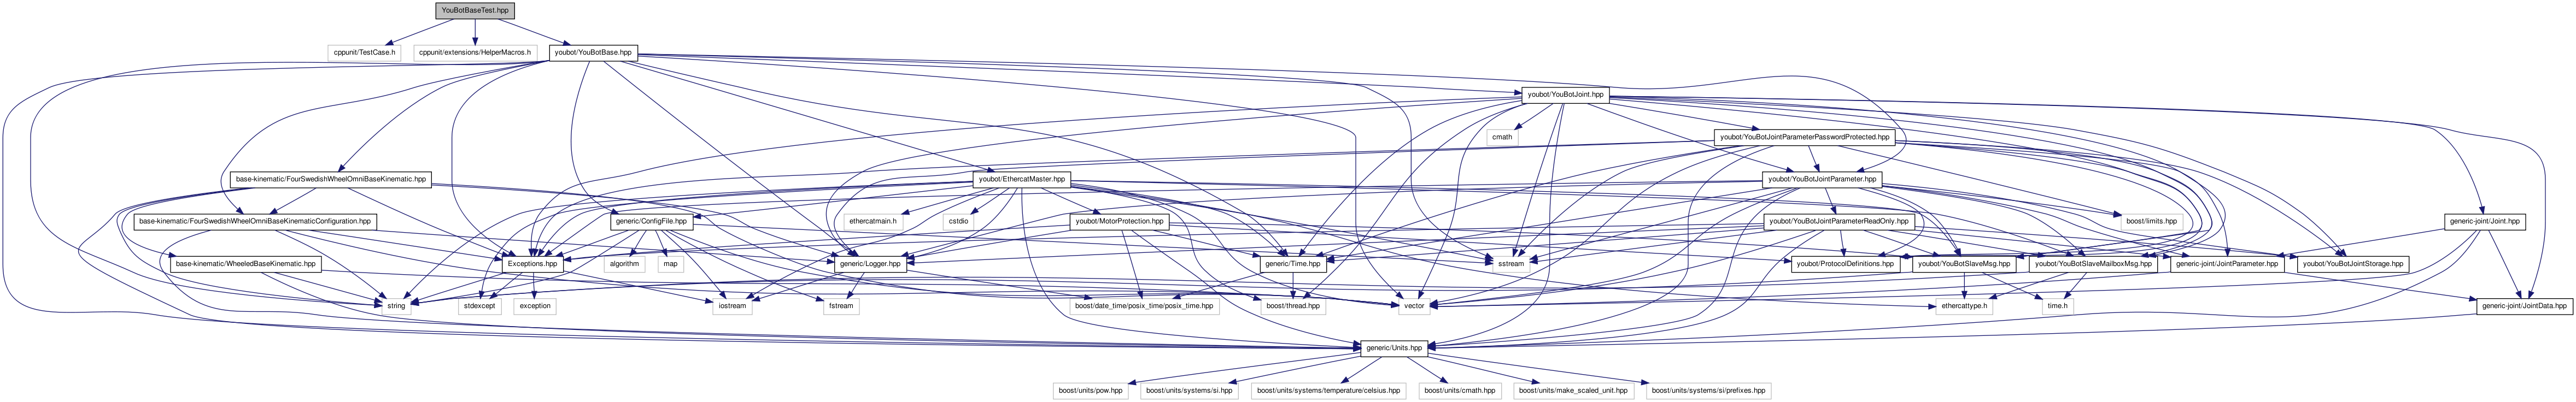 YouBotBaseTest.hpp
cppunit/TestCase.h
cppunit/extensions/HelperMacros.h
youbot/YouBotBase.hpp
youbot/YouBotJoint.hpp
cmath
youbot/YouBotJointParameterPasswordProtected.hpp
base-kinematic/FourSwedishWheelOmniBaseKinematic.hpp
youbot/EthercatMaster.hpp
youbot/YouBotJointParameter.hpp
base-kinematic/FourSwedishWheelOmniBaseKinematicConfiguration.hpp
generic/ConfigFile.hpp
ethercatmain.h
cstdio
youbot/MotorProtection.hpp
youbot/YouBotJointParameterReadOnly.hpp
boost/limits.hpp
generic-joint/Joint.hpp
base-kinematic/WheeledBaseKinematic.hpp
Exceptions.hpp
algorithm
map
generic/Logger.hpp
generic/Time.hpp
sstream
youbot/ProtocolDefinitions.hpp
youbot/YouBotSlaveMsg.hpp
youbot/YouBotSlaveMailboxMsg.hpp
generic-joint/JointParameter.hpp
youbot/YouBotJointStorage.hpp
string
stdexcept
exception
iostream
fstream
boost/date_time/posix_time/posix_time.hpp
boost/thread.hpp
vector
ethercattype.h
time.h
generic-joint/JointData.hpp
generic/Units.hpp
boost/units/pow.hpp
boost/units/systems/si.hpp
boost/units/systems/temperature/celsius.hpp
boost/units/cmath.hpp
boost/units/make_scaled_unit.hpp
boost/units/systems/si/prefixes.hpp